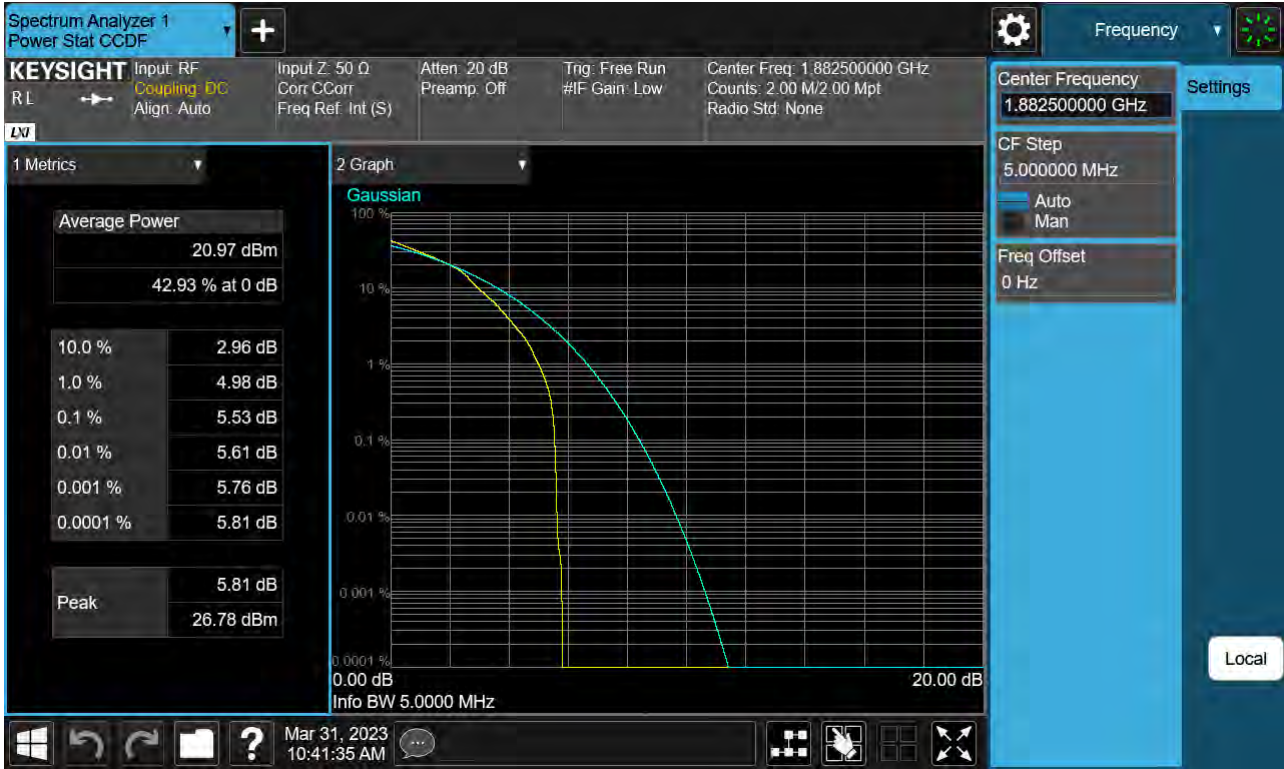 Spectrum Analyzer 1
Power Stat CCDF
+
Frequency
KEYSIGHT
RL
LXI
Input: RF
Coupling: DC
Align: Auto
Input Z: 50 Ω
Corr CCorr
Freq Ref: Int (S)
Atten: 20 dB
Preamp: Off
Trig: Free Run
#IF Gain: Low
Center Freq: 1.882500000 GHz
Counts: 2.00 M/2.00 Mpt
Radio Std: None
Center Frequency
1.882500000 GHz
Settings
CF Step
5.000000 MHz
Auto
Man
Freq Offset
0 Hz
Local
1 Metrics
Average Power
20.97 dBm
42.93 % at 0 dB
10.0 % 2.96 dB
1.0 % 4.98 dB
0.1 % 5.53 dB
0.01 % 5.61 dB
0.001 % 5.76 dB
0.0001 % 5.81 dB
Peak
5.81 dB
26.78 dBm
2 Graph
Gaussian
100 %
10 %
1 %
0.1 %
0.01 %
0.001 %
0.0001 %
0.00 dB 20.00 dB
Info BW 5.0000 MHz
?
Mar 31, 2023
10:41:35 AM